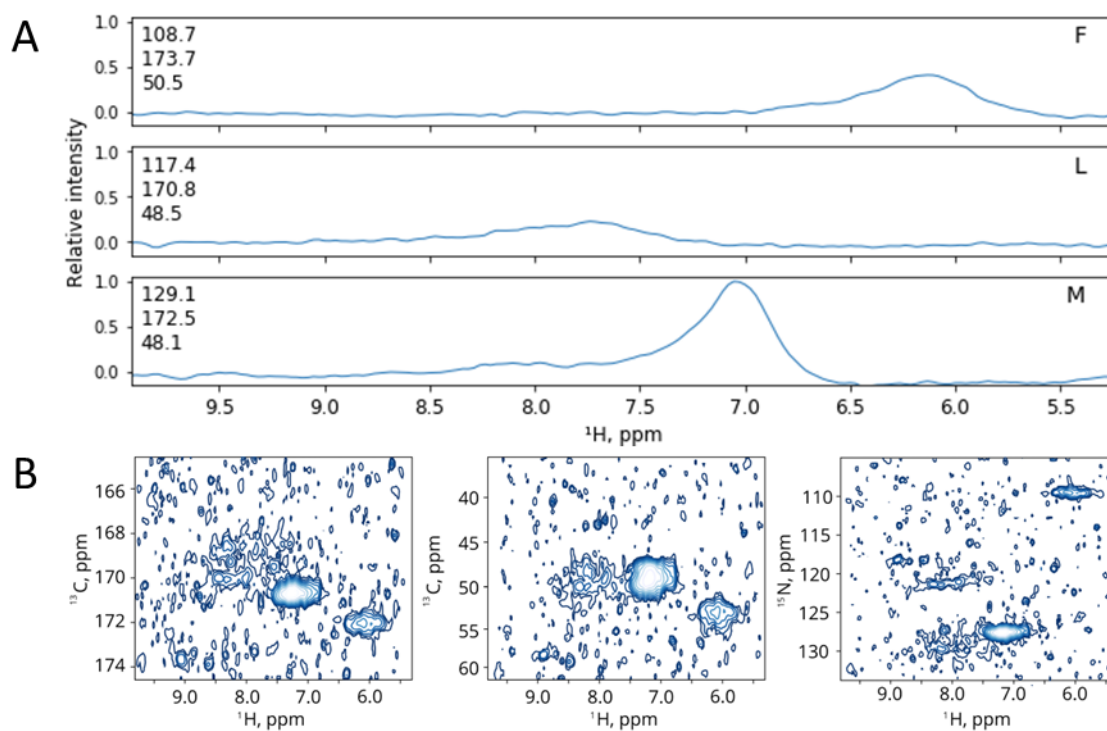 A
Relative intensity
1.0
0.5
0.0
108.7
173.7
50.5
F
1.0
0.5
0.0
117.4
170.8
48.5
L
1.0
0.5
0.0
129.1
172.5
48.1
M
9.5 9.0 8.5 8.0 7.5 7.0 6.5 6.0 5.5
¹H, ppm
B
¹³C, ppm
166
168
170
172
174
9.0 8.0 7.0 6.0
¹H, ppm
¹³C, ppm
40
45
50
55
60
9.0 8.0 7.0 6.0
¹H, ppm
¹⁵N, ppm
110
115
120
125
130
9.0 8.0 7.0 6.0
¹H, ppm